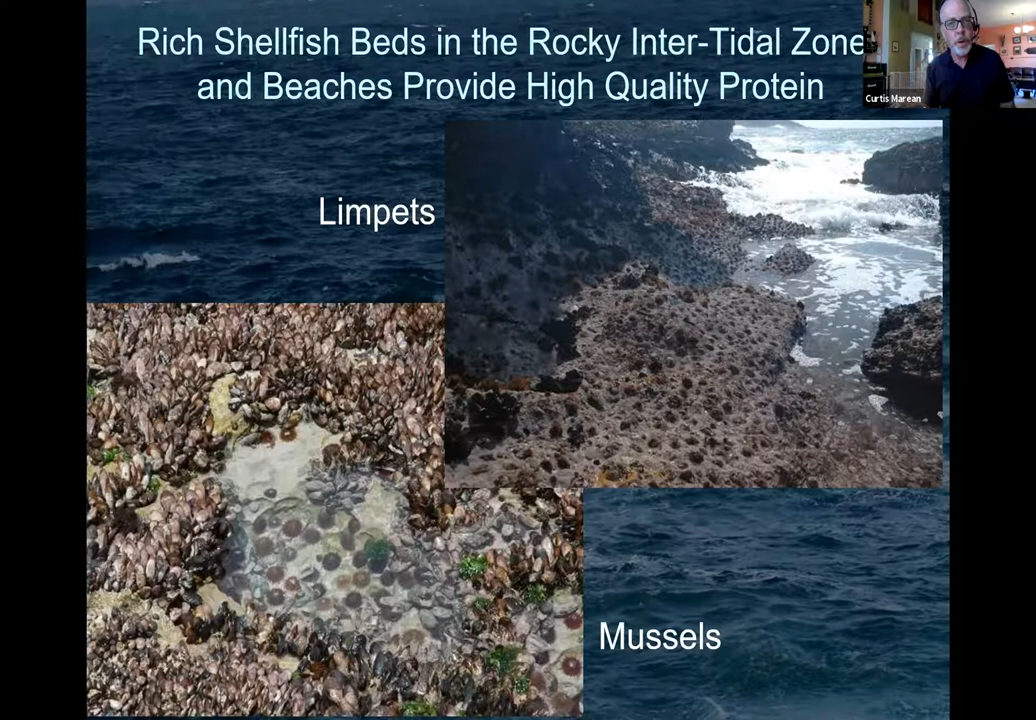 Rich Shellfish Beds in the Rocky Inter-Tidal Zone
and Beaches Provide High Quality Protein
Curtis Marean
Limpets
Mussels